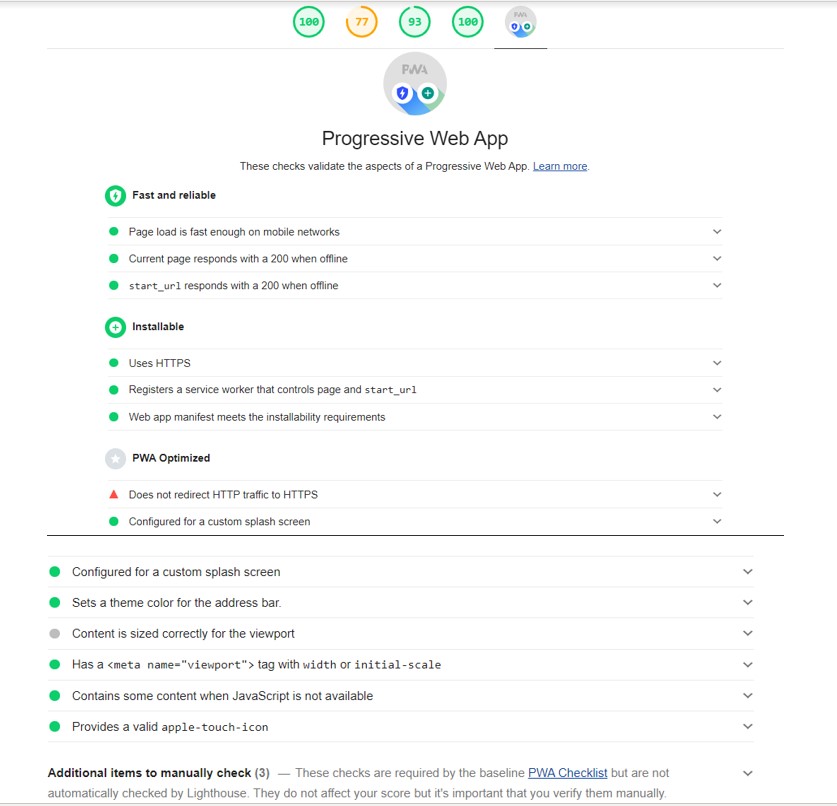 100 77 93 100 PWA
PWA
Progressive Web App
These checks validate the aspects of a Progressive Web App. Learn more.
Fast and reliable
Page load is fast enough on mobile networks
Current page responds with a 200 when offline
start_url responds with a 200 when offline
Installable
Uses HTTPS
Registers a service worker that controls page and start_url
Web app manifest meets the installability requirements
PWA Optimized
Does not redirect HTTP traffic to HTTPS
Configured for a custom splash screen
Configured for a custom splash screen
Sets a theme color for the address bar.
Content is sized correctly for the viewport
Has a <meta name="viewport"> tag with width or initial-scale
Contains some content when JavaScript is not available
Provides a valid apple-touch-icon
Additional items to manually check (3) — These checks are required by the baseline PWA Checklist but are not
automatically checked by Lighthouse. They do not affect your score but it's important that you verify them manually.